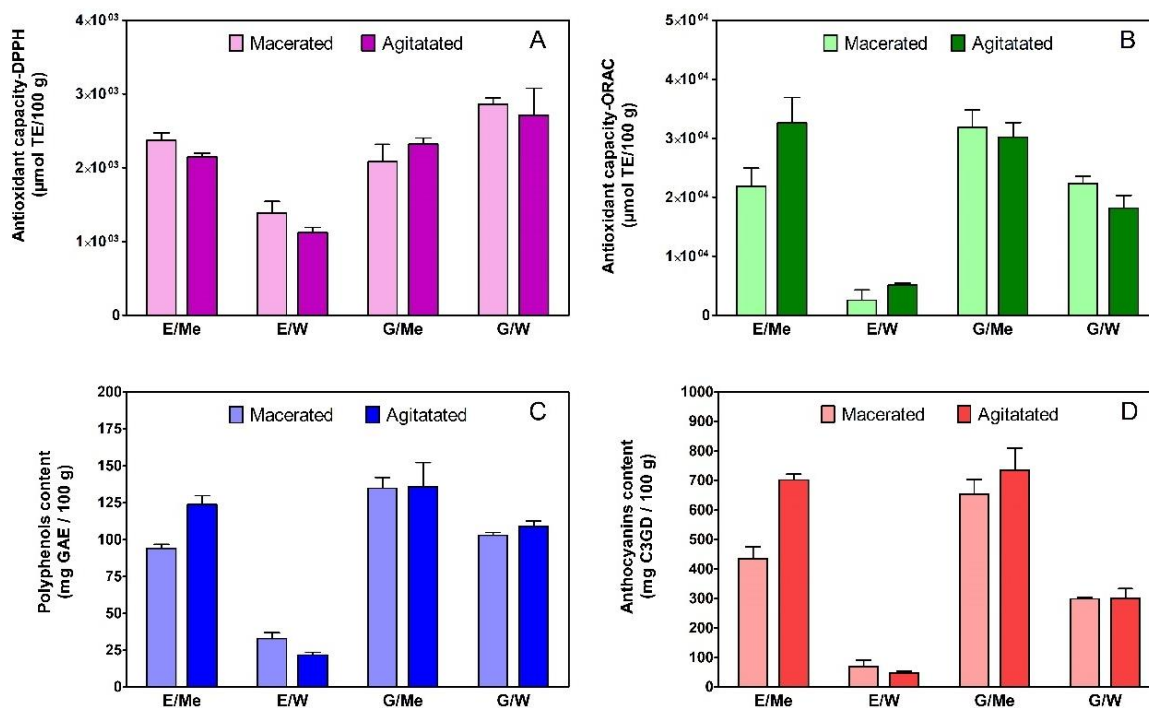 Antioxidant capacity-DPPH
(µmol TE/100 g)
4×10⁰³
3×10⁰³
2×10⁰³
1×10⁰³
0
Macerated
Agitatated
A
E/Me
E/W
G/Me
G/W
Antioxidant capacity-ORAC
(µmol TE/100 g)
5×10⁰⁴
4×10⁰⁴
3×10⁰⁴
2×10⁰⁴
1×10⁰⁴
0
Macerated
Agitatated
B
E/Me
E/W
G/Me
G/W
Polyphenols content
(mg GAE / 100 g)
200
175
150
125
100
75
50
25
0
Macerated
Agitatated
C
E/Me
E/W
G/Me
G/W
Anthocyanins content
(mg C3GD / 100 g)
1000
900
800
700
600
500
400
300
200
100
0
Macerated
Agitatated
D
E/Me
E/W
G/Me
G/W